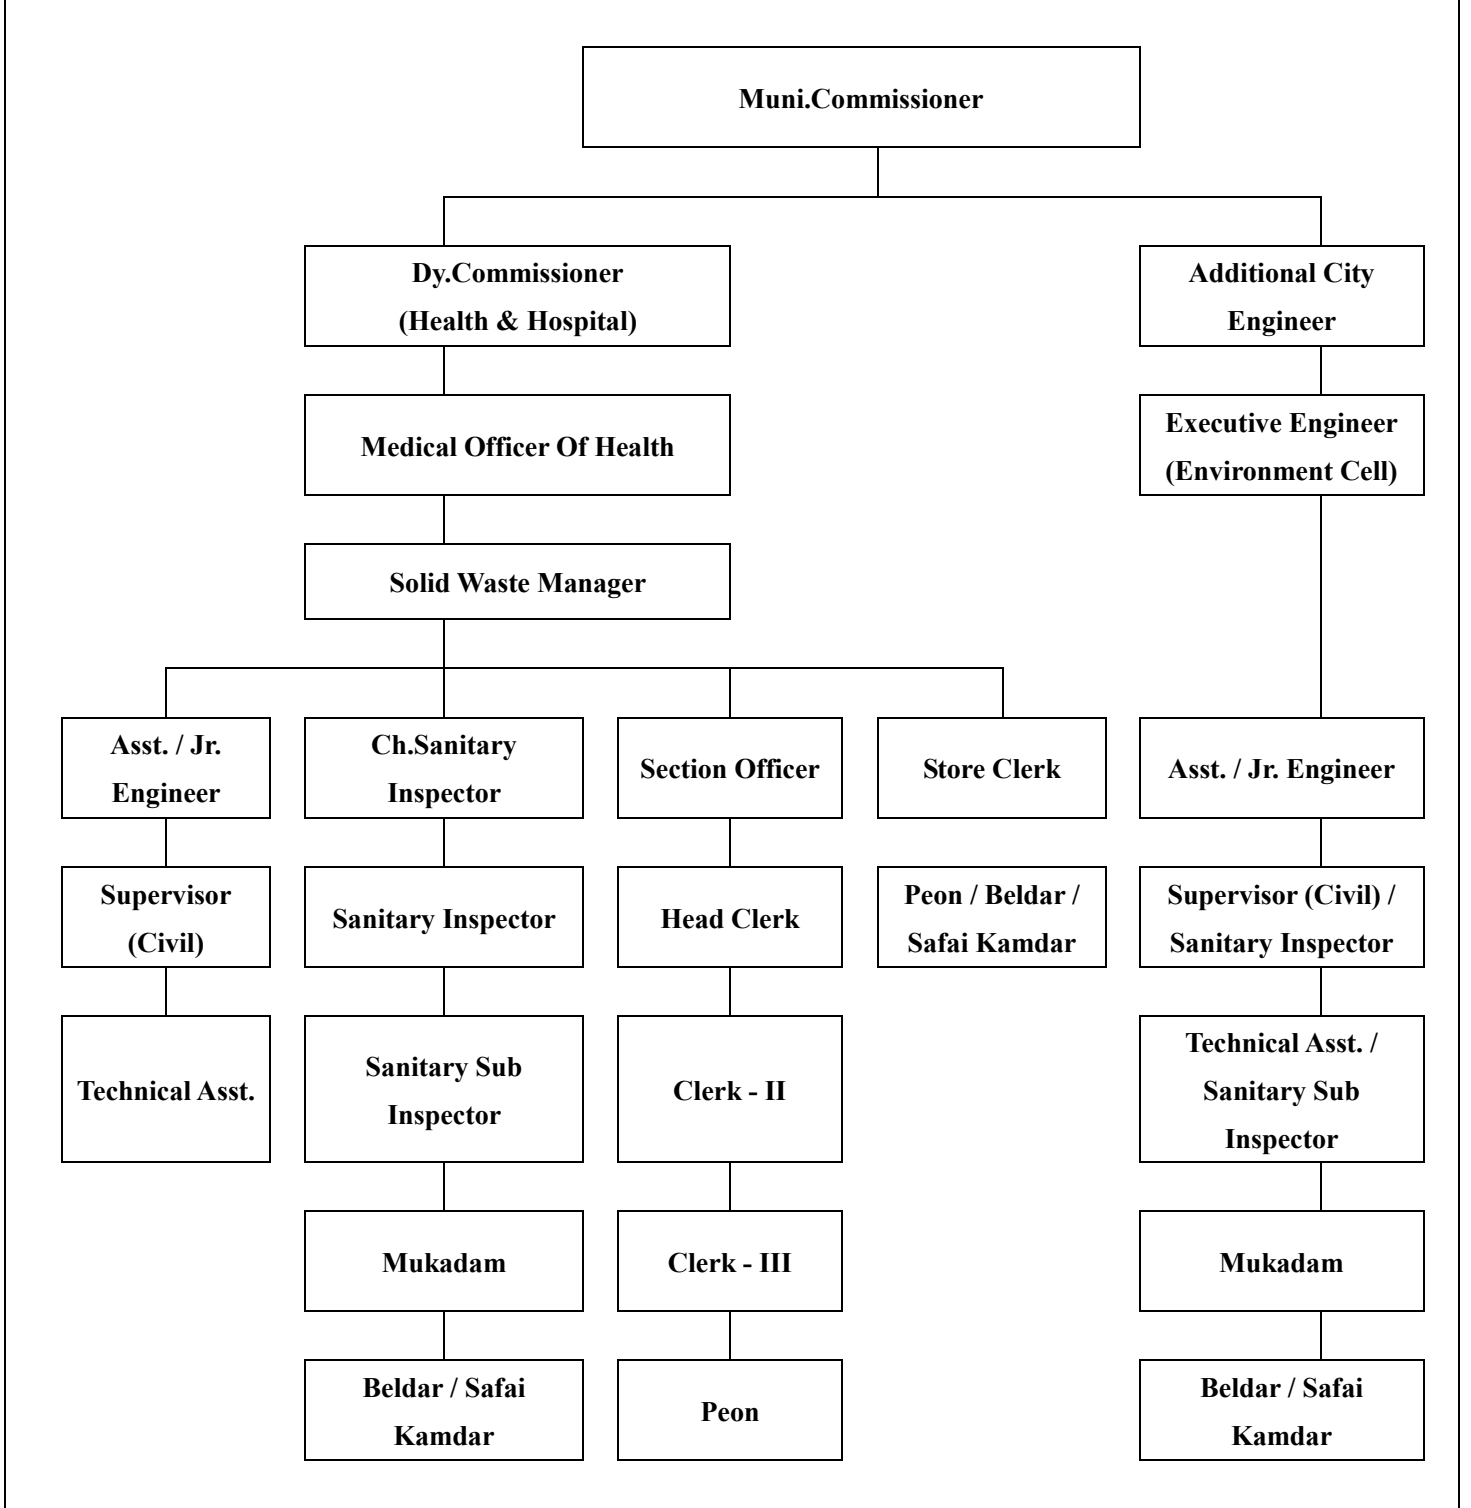 Muni.Commissioner
Dy.Commissioner
(Health & Hospital)
Additional City
Engineer
Medical Officer Of Health
Executive Engineer
(Environment Cell)
Solid Waste Manager
Asst. / Jr.
Engineer
Ch.Sanitary
Inspector
Section Officer
Store Clerk
Asst. / Jr. Engineer
Supervisor
(Civil)
Sanitary Inspector
Head Clerk
Peon / Beldar /
Safai Kamdar
Supervisor (Civil) /
Sanitary Inspector
Technical Asst.
Sanitary Sub
Inspector
Clerk - II
Technical Asst. /
Sanitary Sub
Inspector
Mukadam
Clerk - III
Mukadam
Beldar / Safai
Kamdar
Peon
Beldar / Safai
Kamdar